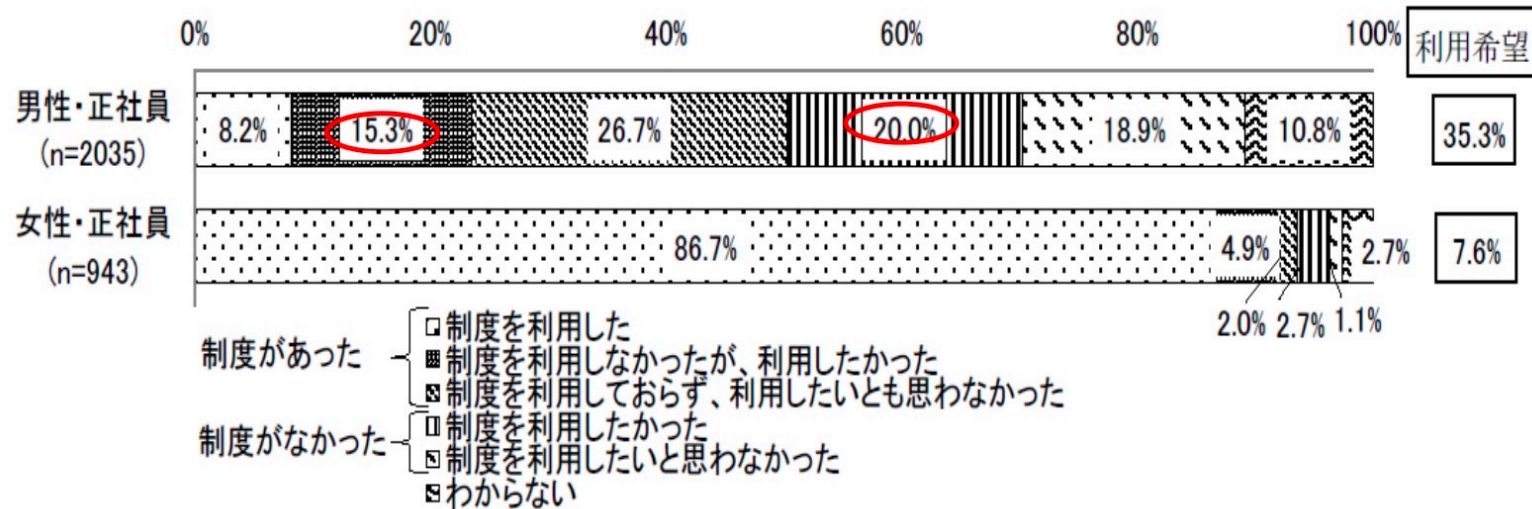 0% 20% 40% 60% 80% 100% 利用希望
男性・正社員
(n=2035)
8.2% 15.3% 26.7% 20.0% 18.9% 10.8% 35.3%
女性・正社員
(n=943)
86.7% 4.9% 2.7% 7.6%
2.0% 2.7% 1.1%
制度があった
制度を利用した
制度を利用しなかったが、利用したかった
制度を利用しておらず、利用したいとも思わなかった
制度がなかった
制度を利用したかった
制度を利用したいと思わなかった
わからない